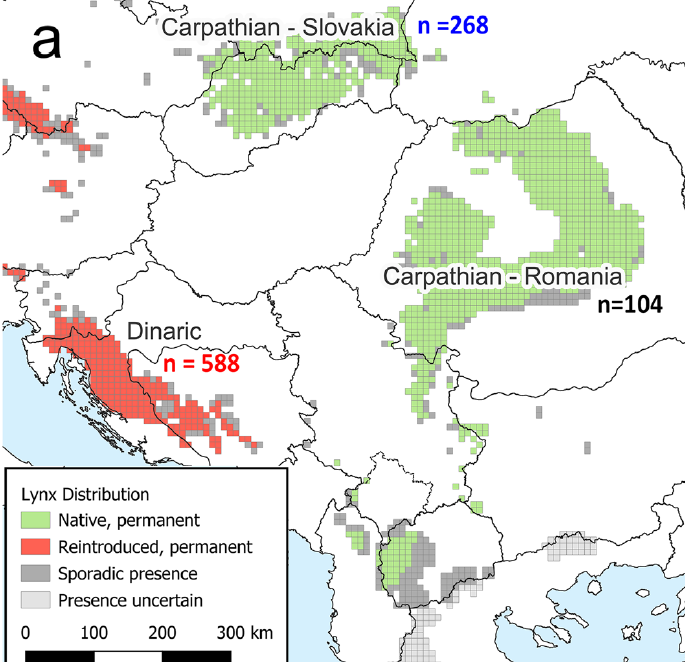 a
Carpathian - Slovakia
n =268
Carpathian - Romania
n=104
Dinaric
n = 588
Lynx Distribution
Native, permanent
Reintroduced, permanent
Sporadic presence
Presence uncertain
0 100 200 300 km